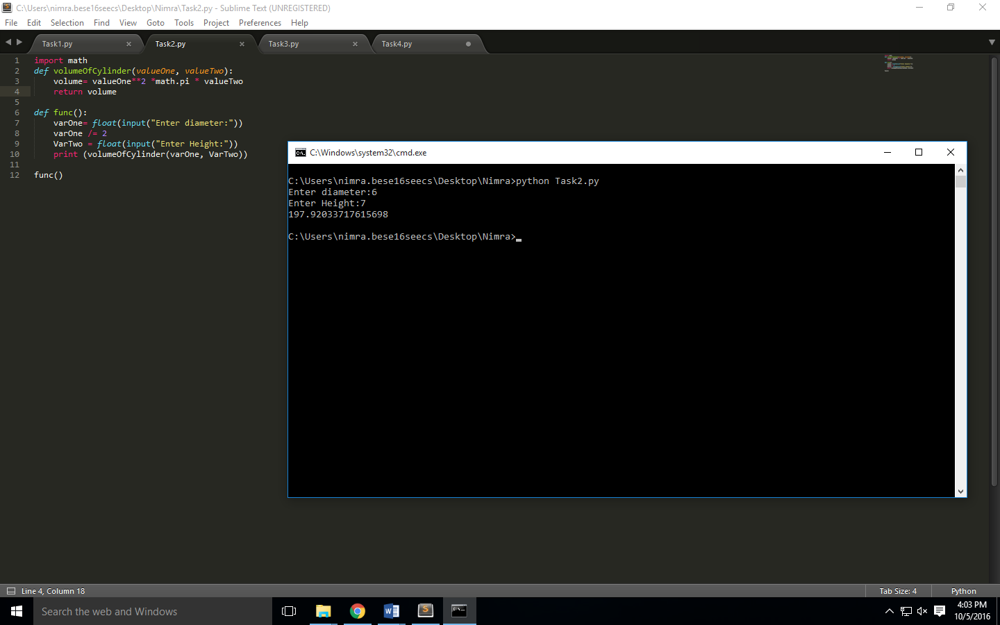 C:\Users\nimra.bese16seecs\Desktop\Nimra\Task2.py - Sublime Text (UNREGISTERED)
File Edit Selection Find View Goto Tools Project Preferences Help
Task1.py Task2.py Task3.py Task4.py
1 import math
2 def volumeOfCylinder(valueOne, valueTwo):
3     volume= valueOne**2 *math.pi * valueTwo
4     return volume
5
6 def func():
7     varOne= float(input("Enter diameter:"))
8     varOne /= 2
9     VarTwo = float(input("Enter Height:"))
10     print (volumeOfCylinder(varOne, VarTwo))
11
12 func()
C:\Windows\system32\cmd.exe
C:\Users\nimra.bese16seecs\Desktop\Nimra>python Task2.py
Enter diameter:6
Enter Height:7
197.92033717615698
C:\Users\nimra.bese16seecs\Desktop\Nimra>
Line 4, Column 18 Tab Size: 4 Python
Search the web and Windows
4:03 PM
10/5/2016